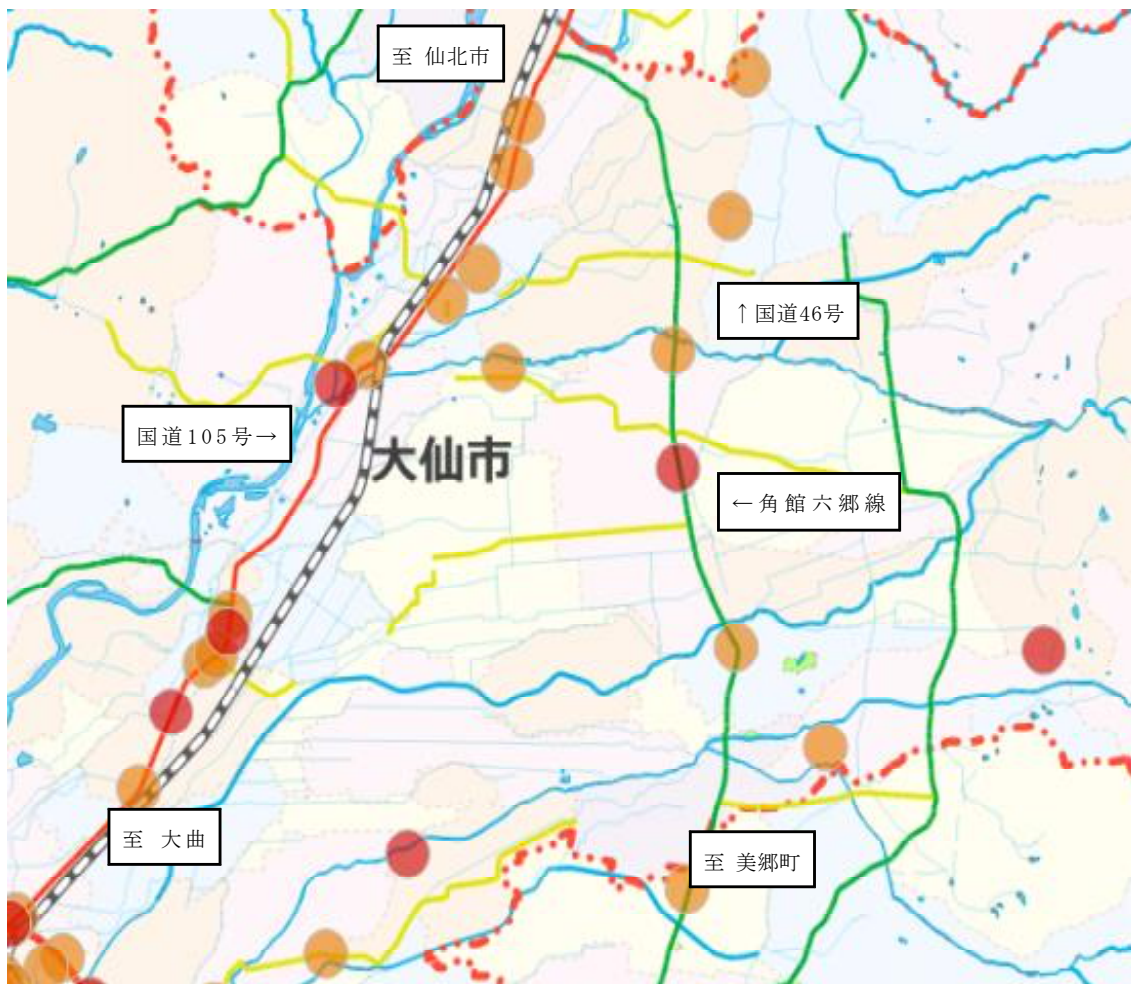 至 仙北市
↑国道46号
国道105号→
大仙市
←角館六郷線
至 大曲
至 美郷町